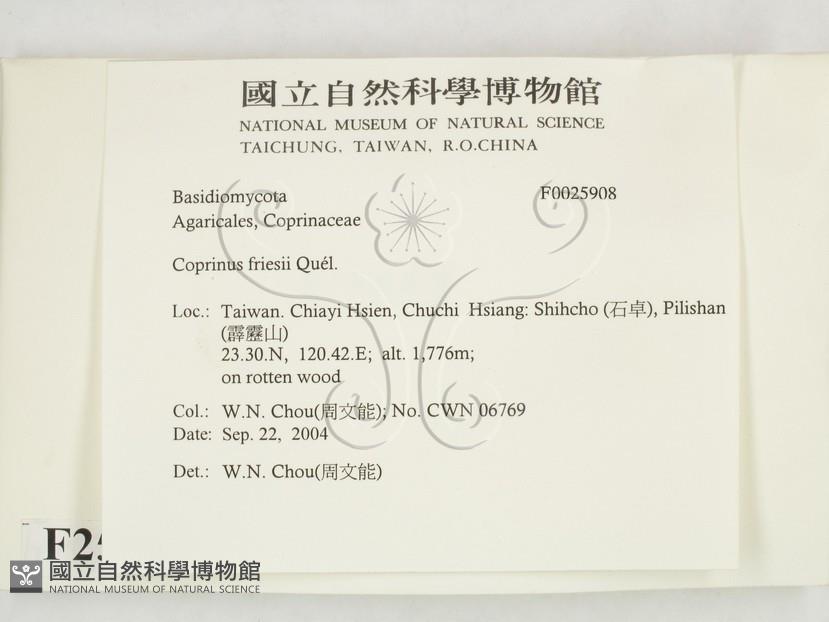 國立自然科學博物館
NATIONAL MUSEUM OF NATURAL SCIENCE
TAICHUNG, TAIWAN, R.O.CHINA
Basidiomycota F0025908
Agaricales, Coprinaceae
Coprinus friesii Quél.
Loc.: Taiwan. Chiayi Hsien, Chuchi Hsiang: Shihcho (石卓), Pilishan
(霹靂山)
23.30.N, 120.42.E; alt. 1,776m;
on rotten wood
Col.: W.N. Chou(周文能); No. CWN 06769
Date: Sep. 22, 2004
Det.: W.N. Chou(周文能)
國立自然科學博物館
NATIONAL MUSEUM OF NATURAL SCIENCE